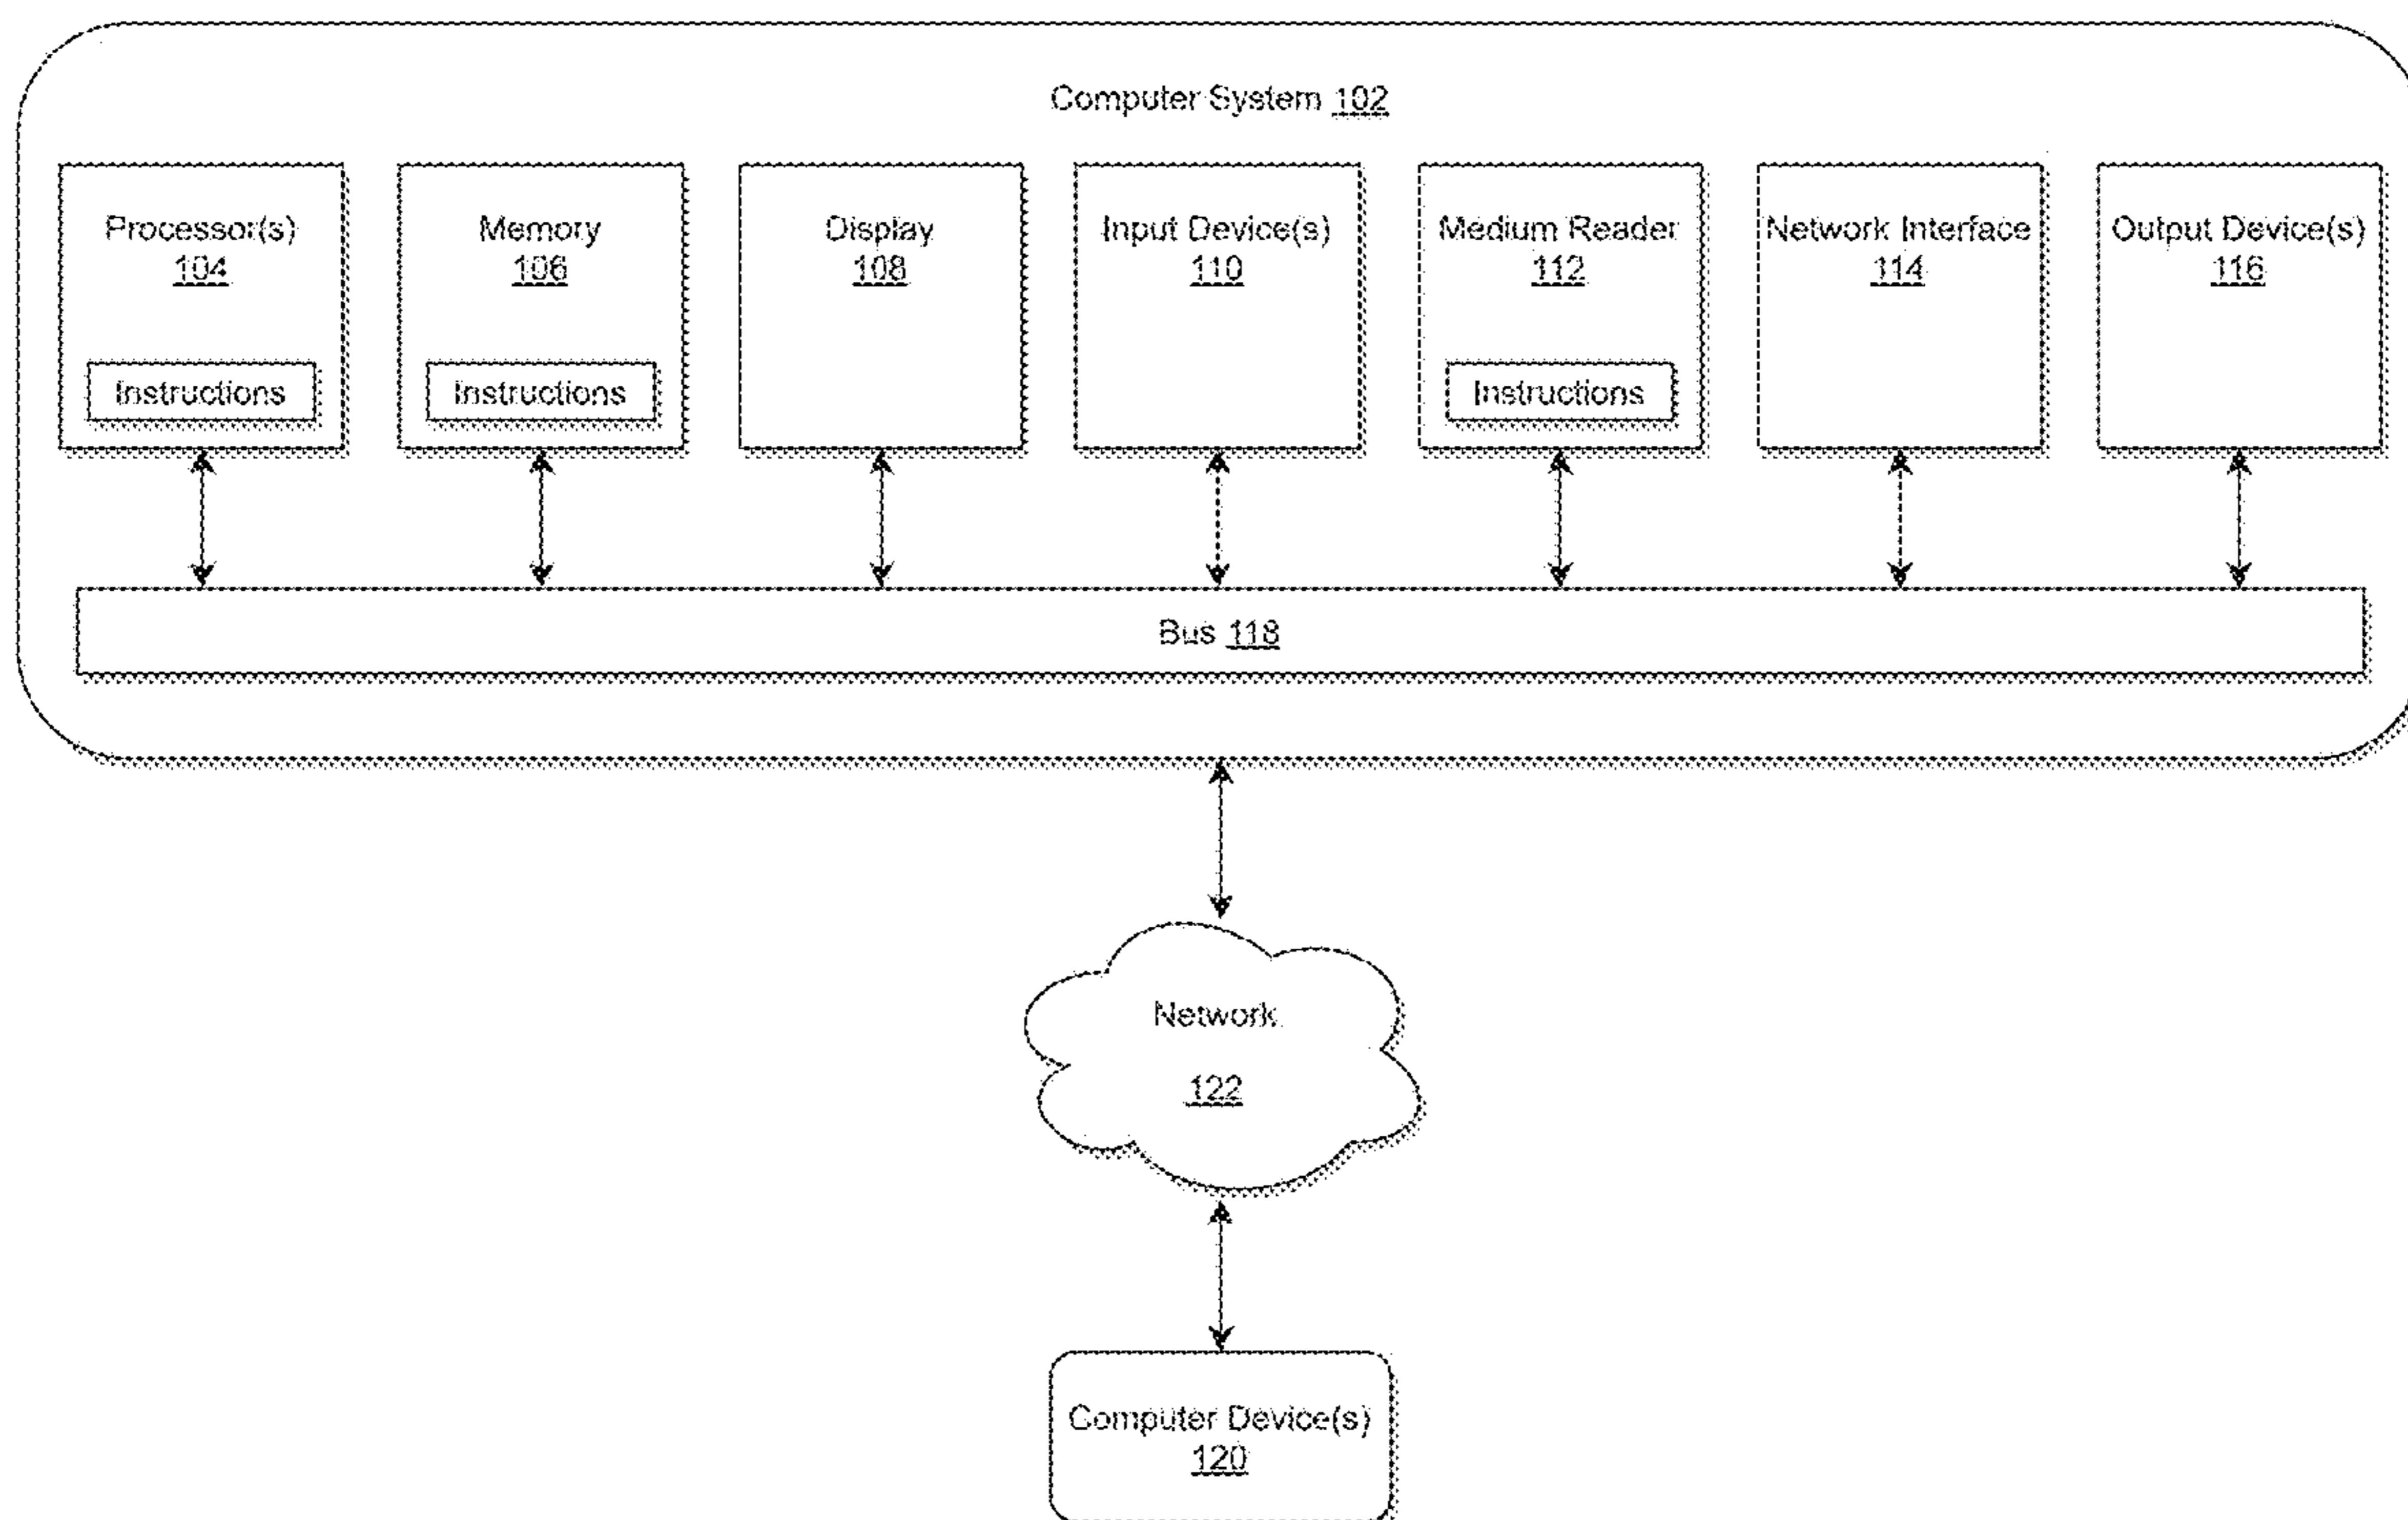 Computer System 102
Processor(s)
104
Instructions
Memory
106
Instructions
Display
108
Input Device(s)
110
Medium Reader
112
Instructions
Network Interface
114
Output Device(s)
116
Bus 118
Network
122
Computer Device(s)
120